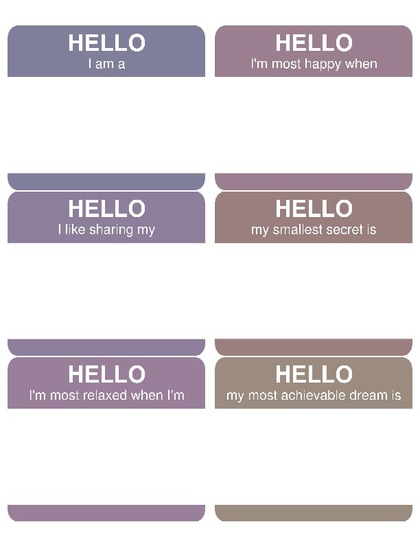 HELLO
I am a
HELLO
I'm most happy when
HELLO
I like sharing my
HELLO
my smallest secret is
HELLO
I'm most relaxed when I'm
HELLO
my most achievable dream is